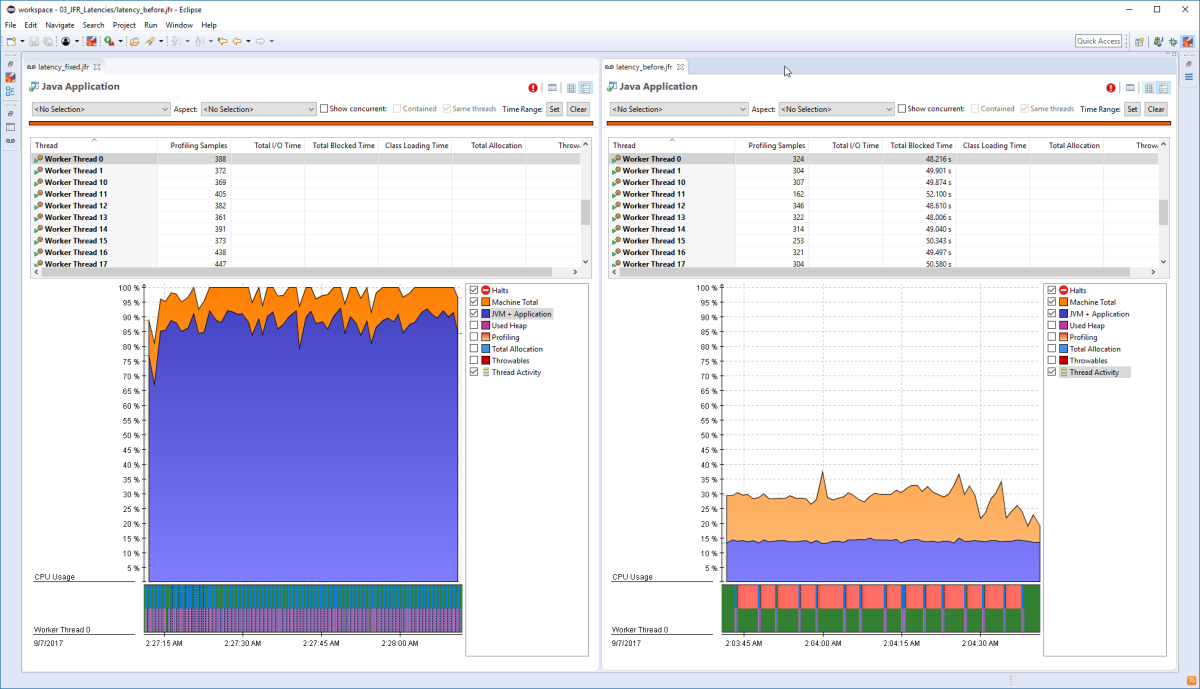 workspace - 03_JFR_Latencies/latency_before.jfr - Eclipse
File Edit Navigate Search Project Run Window Help
Quick Access
latency_fixed.jfr
Java Application
<No Selection> Aspect: <No Selection> Show concurrent: Contained Same threads Time Range: Set Clear
Thread Profiling Samples Total I/O Time Total Blocked Time Class Loading Time Total Allocation Throw
Worker Thread 0 388
Worker Thread 1 372
Worker Thread 10 369
Worker Thread 11 405
Worker Thread 12 382
Worker Thread 13 361
Worker Thread 14 391
Worker Thread 15 373
Worker Thread 16 438
Worker Thread 17 447
100 %
95 %
90 %
85 %
80 %
75 %
70 %
65 %
60 %
55 %
50 %
45 %
40 %
35 %
30 %
25 %
20 %
15 %
10 %
5 %
CPU Usage
Worker Thread 0
9/7/2017 2:27:15 AM 2:27:30 AM 2:27:45 AM 2:28:00 AM
Halts
Machine Total
JVM + Application
Used Heap
Profiling
Total Allocation
Throwables
Thread Activity
latency_before.jfr
Java Application
<No Selection> Aspect: <No Selection> Show concurrent: Contained Same threads Time Range: Set Clear
Thread Profiling Samples Total I/O Time Total Blocked Time Class Loading Time Total Allocation Throw
Worker Thread 0 324 48.216 s
Worker Thread 1 304 49.901 s
Worker Thread 10 307 49.874 s
Worker Thread 11 162 52.100 s
Worker Thread 12 346 48.610 s
Worker Thread 13 322 48.006 s
Worker Thread 14 314 49.040 s
Worker Thread 15 253 50.343 s
Worker Thread 16 321 49.497 s
Worker Thread 17 304 50.580 s
100 %
95 %
90 %
85 %
80 %
75 %
70 %
65 %
60 %
55 %
50 %
45 %
40 %
35 %
30 %
25 %
20 %
15 %
10 %
5 %
CPU Usage
Worker Thread 0
9/7/2017 2:03:45 AM 2:04:00 AM 2:04:15 AM 2:04:30 AM
Halts
Machine Total
JVM + Application
Used Heap
Profiling
Total Allocation
Throwables
Thread Activity